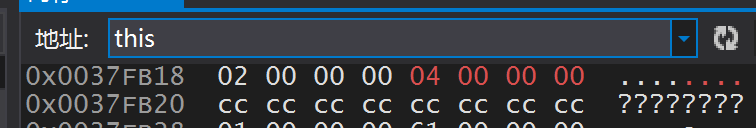 地址: this
0x0037FB18 02 00 00 00 04 00 00 00 ........
0x0037FB20 cc cc cc cc cc cc cc cc ????????